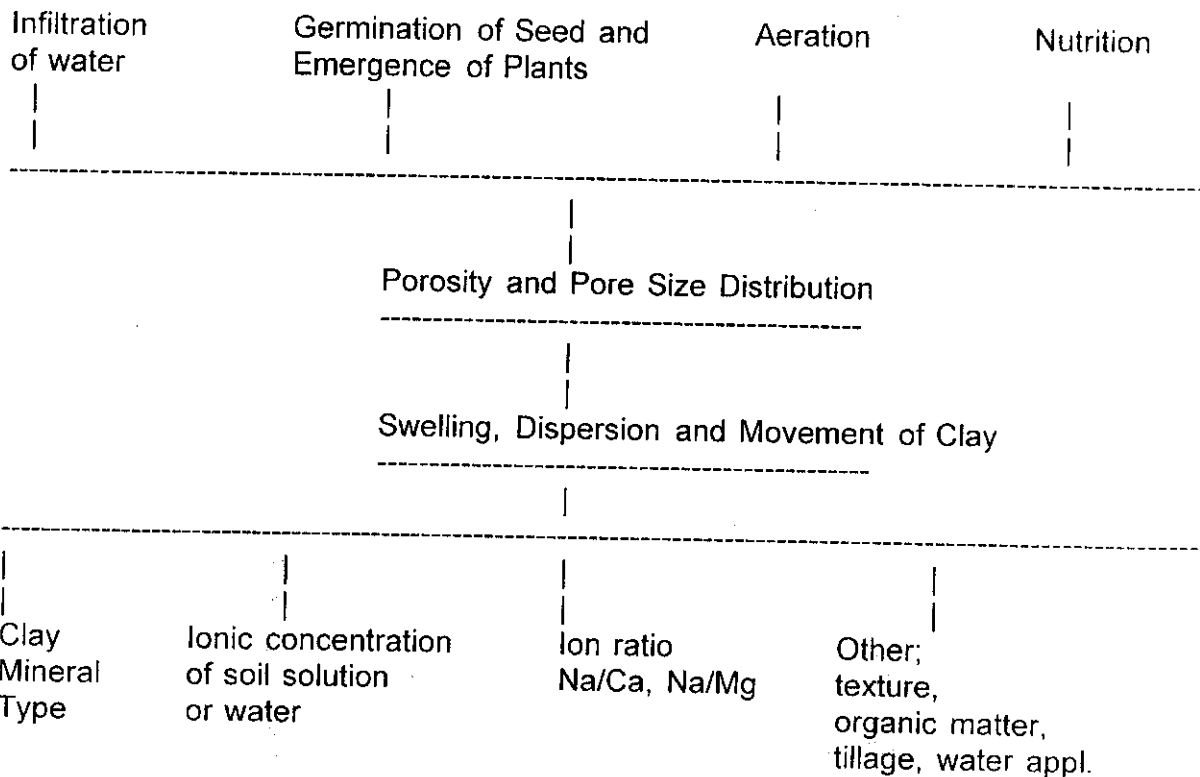 Infiltration
of water
Germination of Seed and
Emergence of Plants
Aeration
Nutrition
Porosity and Pore Size Distribution
Swelling, Dispersion and Movement of Clay
Clay
Mineral
Type
Ionic concentration
of soil solution
or water
Ion ratio
Na/Ca, Na/Mg
Other;
texture,
organic matter,
tillage, water appl.